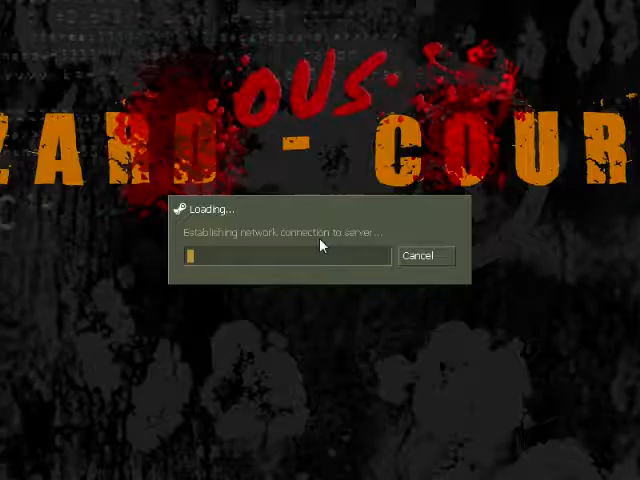 OUS.
ZARD - COUR
Loading...
Establishing network connection to server...
Cancel